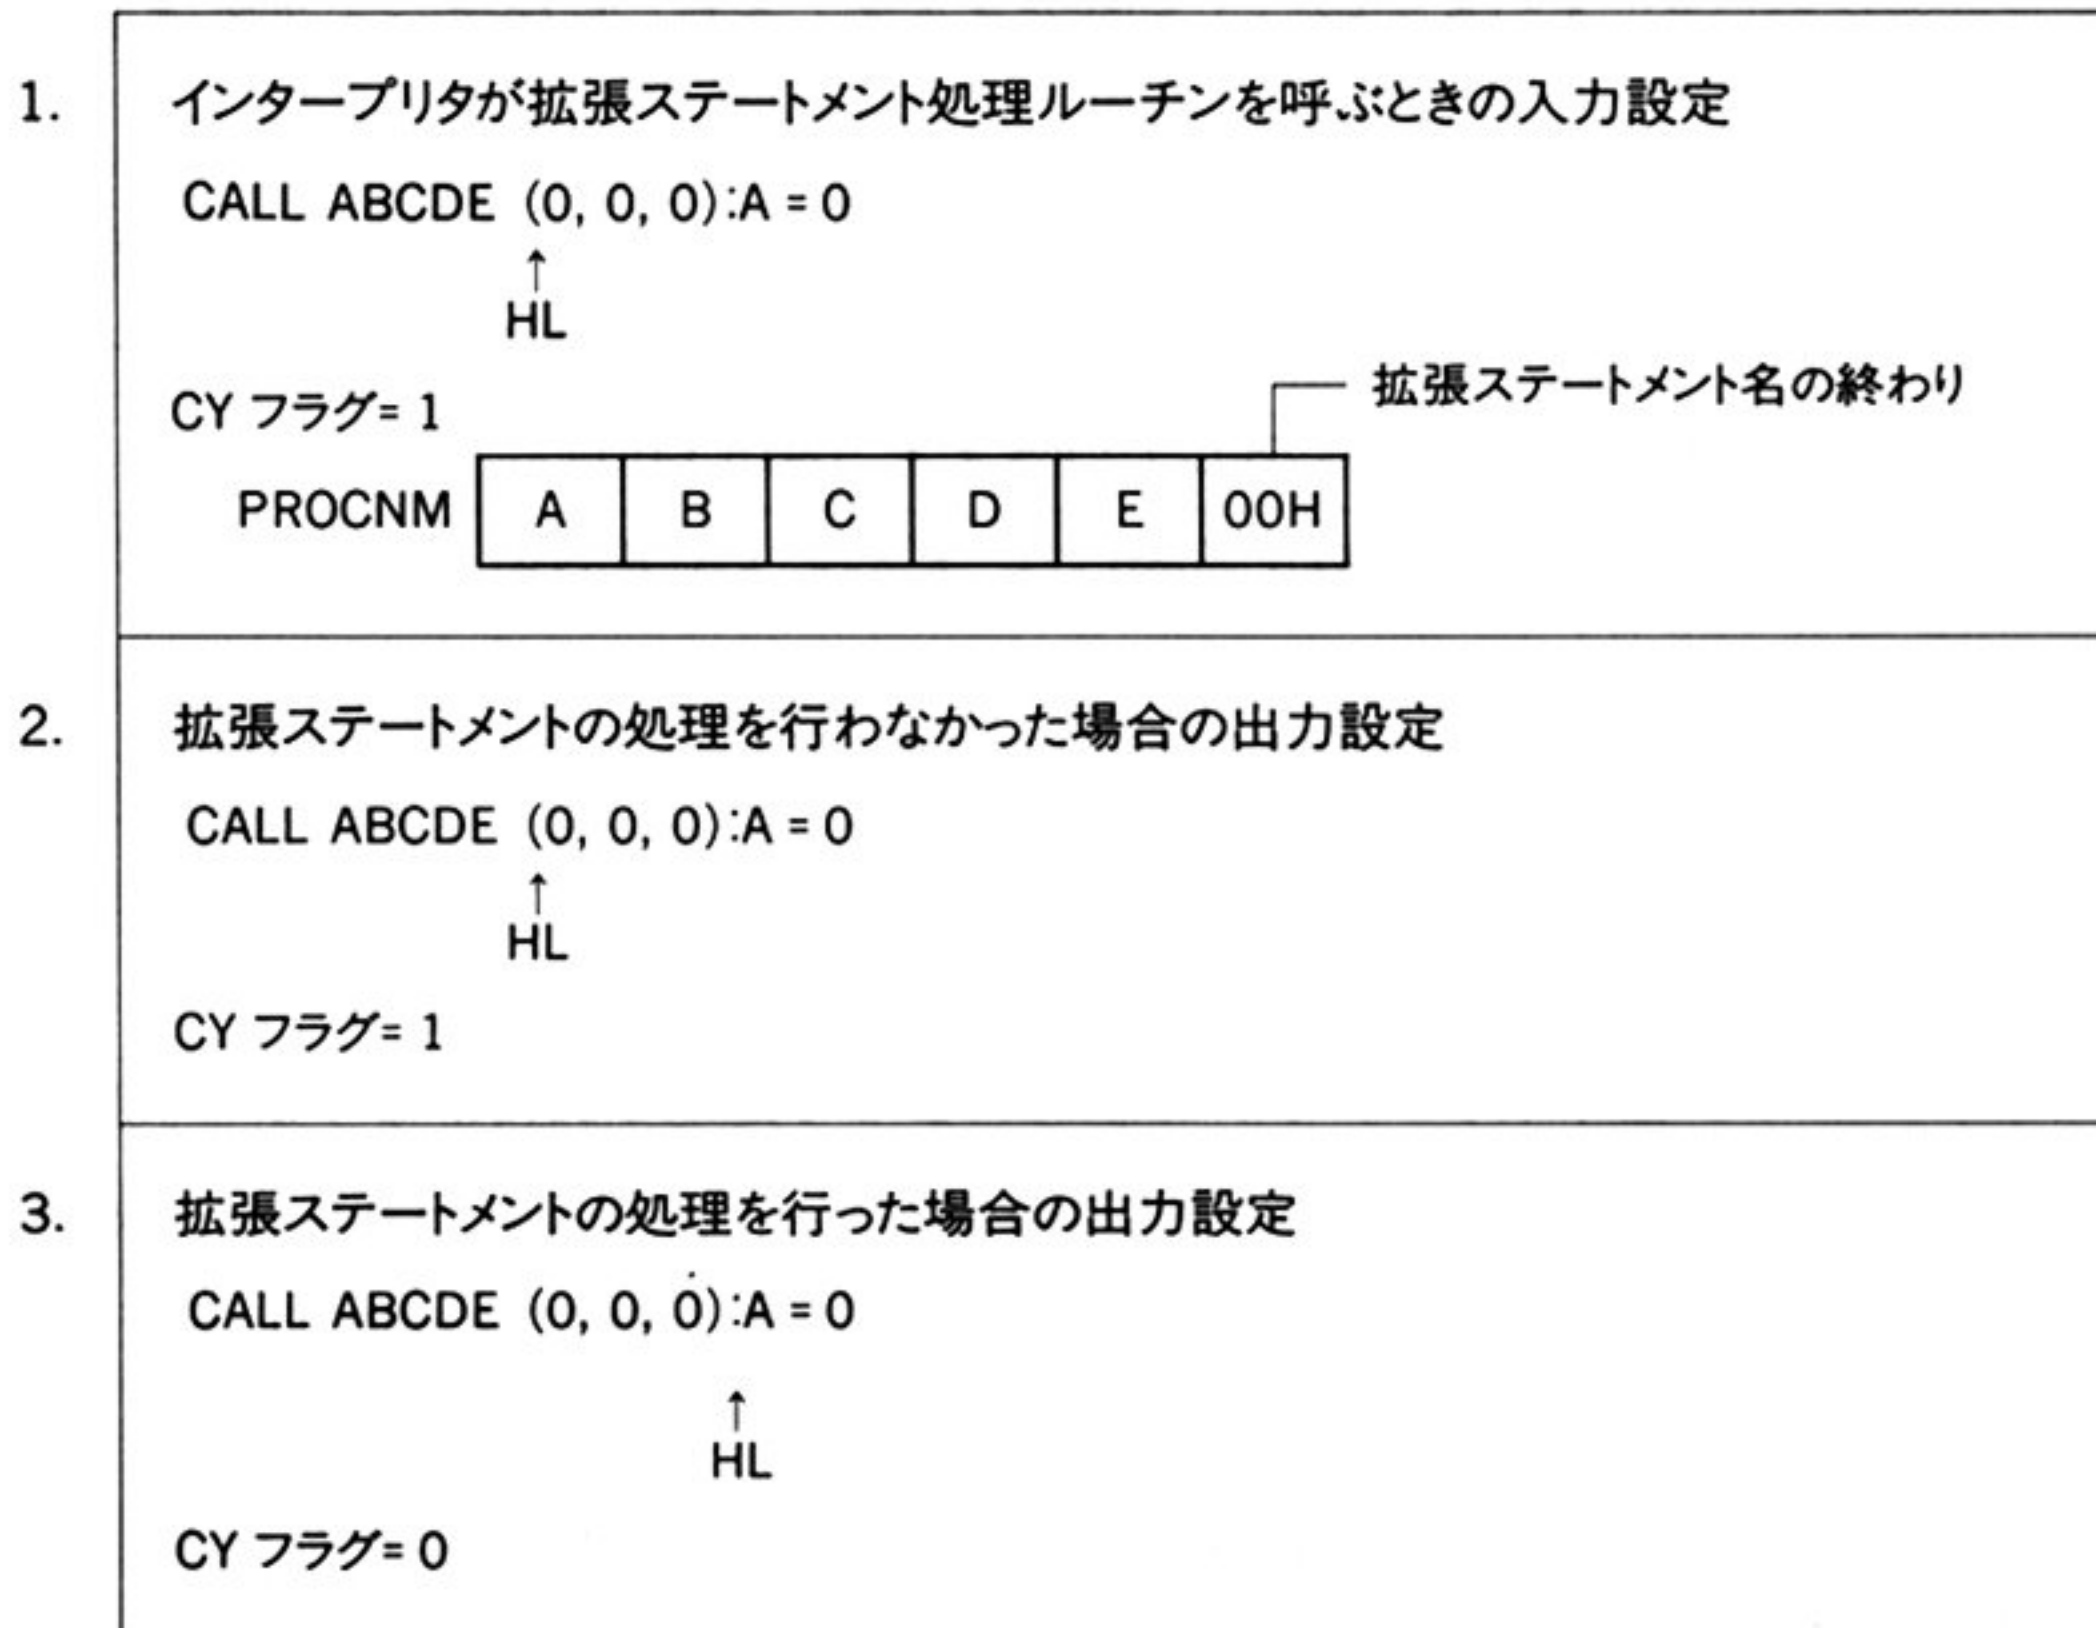 1. インタープリタが拡張ステートメント処理ルーチンを呼ぶときの入力設定
CALL ABCDE (0, 0, 0):A = 0
↑
HL
拡張ステートメント名の終わり
CY フラグ= 1
PROCNM A B C D E 00H
2. 拡張ステートメントの処理を行わなかった場合の出力設定
CALL ABCDE (0, 0, 0):A = 0
↑
HL
CY フラグ= 1
3. 拡張ステートメントの処理を行った場合の出力設定
CALL ABCDE (0, 0, 0):A = 0
↑
HL
CY フラグ= 0